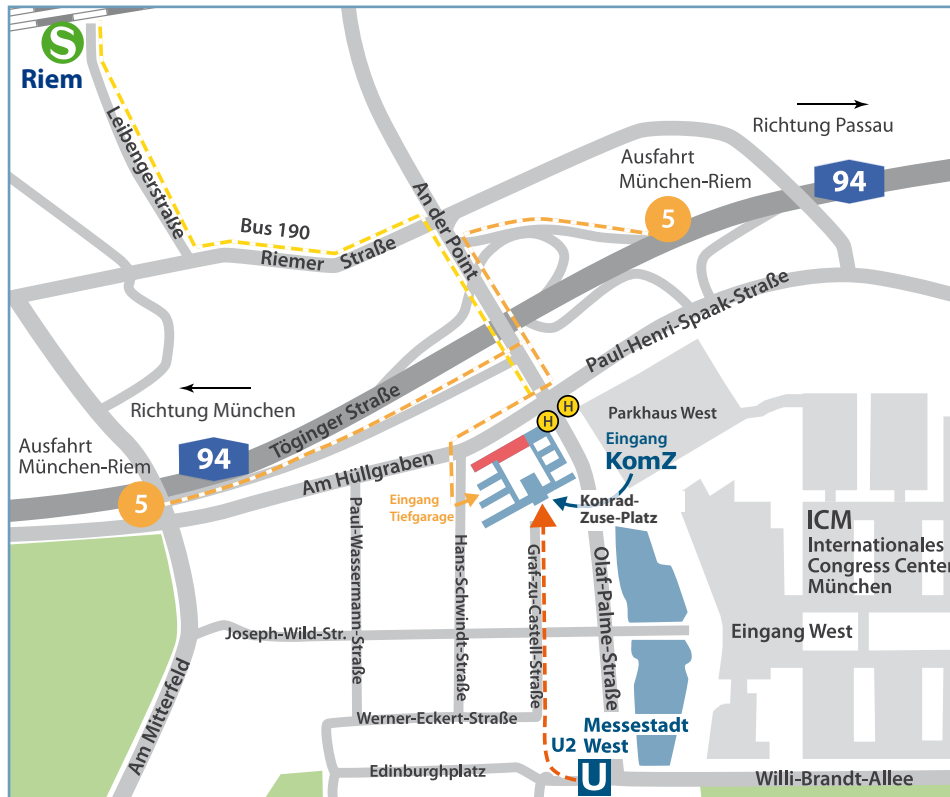 S
Riem
Leibengerstraße
Richtung Passau
Ausfahrt
München-Riem
94
5
An der Point
Bus 190
Riemer Straße
Paul-Henri-Spaak-Straße
Richtung München
Töginger Straße
Ausfahrt
München-Riem
94
5
H
H
Parkhaus West
Eingang
KomZ
Am Hüllgraben
Eingang
Tiefgarage
Konrad-
Zuse-Platz
ICM
Internationales
Congress Center
München
Paul-Wassermann-Straße
Hans-Schwindt-Straße
Graf-zu-Castell-Straße
Olaf-Palme-Straße
Joseph-Wild-Str.
Eingang West
Am Mitterfeld
Werner-Eckert-Straße
Messestadt
U2 West
U
Edinburghplatz
Willi-Brandt-Allee